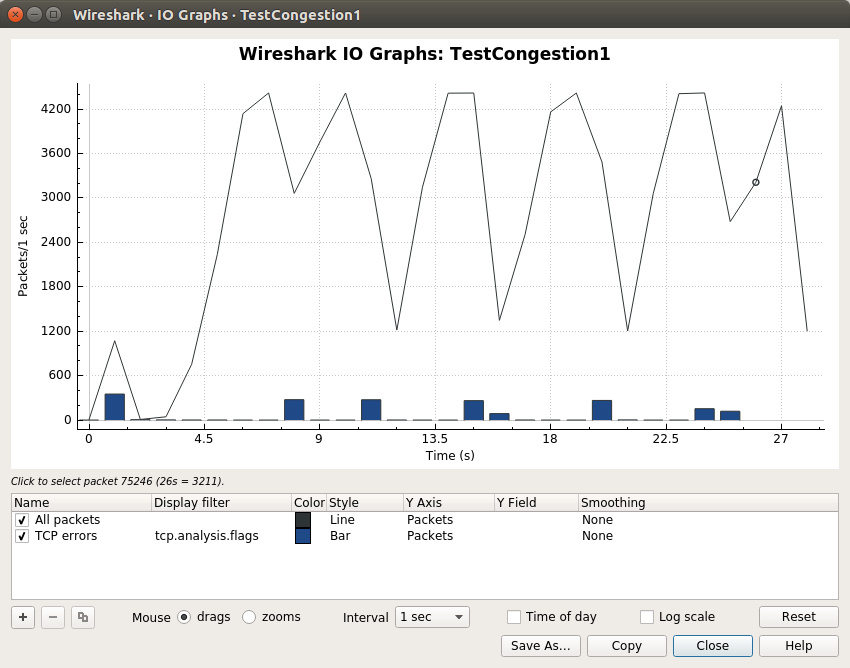 Wireshark · IO Graphs · TestCongestion1
Wireshark IO Graphs: TestCongestion1
Packets/1 sec
4200
3600
3000
2400
1800
1200
600
0
0 4.5 9 13.5 18 22.5 27
Time (s)
Click to select packet 75246 (26s = 3211).
Name Display filter Color Style Y Axis Y Field Smoothing
All packets Line Packets None
TCP errors tcp.analysis.flags Bar Packets None
Mouse drags zooms Interval 1 sec Time of day Log scale Reset
Save As... Copy Close Help